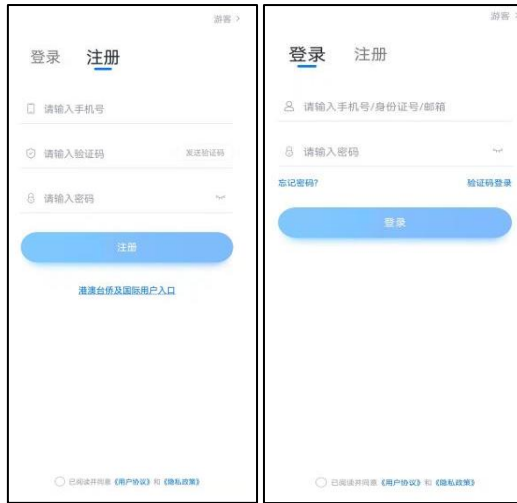 游客 >
登录 注册
请输入手机号
请输入验证码 发送验证码
请输入密码
注册
港澳台侨及国际用户入口
已阅读并同意《用户协议》和《隐私政策》
游客 >
登录 注册
请输入手机号/身份证号/邮箱
请输入密码
忘记密码? 验证码登录
登录
已阅读并同意《用户协议》和《隐私政策》